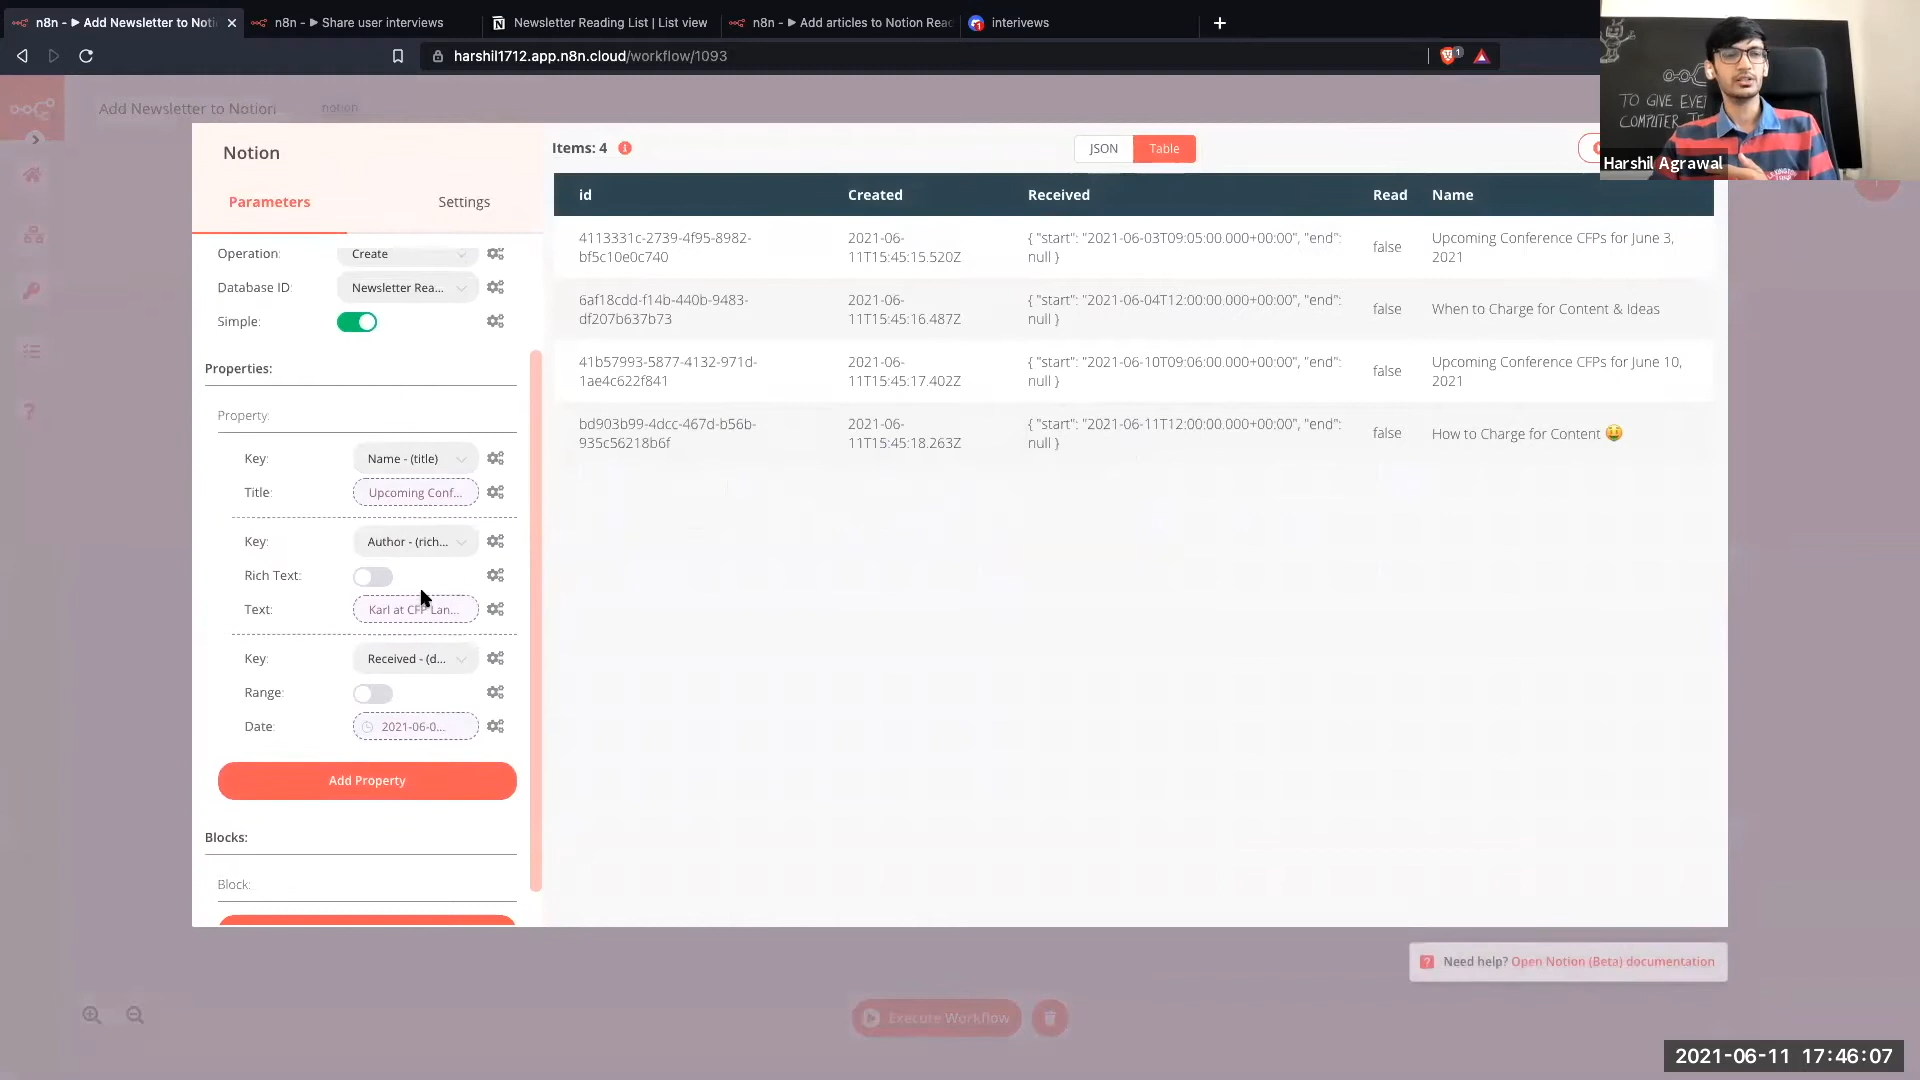 n8n - ▶ Add Newsletter to Noti
n8n - ▶ Share user interviews
Newsletter Reading List | List view
n8n - ▶ Add articles to Notion Rea
interivews
harshil1712.app.n8n.cloud/workflow/1093
1
Add Newsletter to Notion
notion
TO GIVE EVE
COMPUTER
Harshil Agrawal
Notion
Parameters
Settings
Operation:
Create
Database ID:
Newsletter Rea...
Simple:
Properties:
Property:
Key:
Name - (title)
Title:
Upcoming Conf...
Key:
Author - (rich...
Rich Text:
Text:
Karl at CFP Lan...
Key:
Received - (d...
Range:
Date:
2021-06-0...
Add Property
Blocks:
Block:
Items: 4
JSON
Table
id
Created
Received
Read
Name
4113331c-2739-4f95-8982-
bf5c10e0c740
2021-06-
11T15:45:15.520Z
{ "start": "2021-06-03T09:05:00.000+00:00", "end":
null }
false
Upcoming Conference CFPs for June 3,
2021
6af18cdd-f14b-440b-9483-
df207b637b73
2021-06-
11T15:45:16.487Z
{ "start": "2021-06-04T12:00:00.000+00:00", "end":
null }
false
When to Charge for Content & Ideas
41b57993-5877-4132-971d-
1ae4c622f841
2021-06-
11T15:45:17.402Z
{ "start": "2021-06-10T09:06:00.000+00:00", "end":
null }
false
Upcoming Conference CFPs for June 10,
2021
bd903b99-4dcc-467d-b56b-
935c56218b6f
2021-06-
11T15:45:18.263Z
{ "start": "2021-06-11T12:00:00.000+00:00", "end":
null }
false
How to Charge for Content 🤑
Need help? Open Notion (Beta) documentation
Execute Workflow
2021-06-11 17:46:07